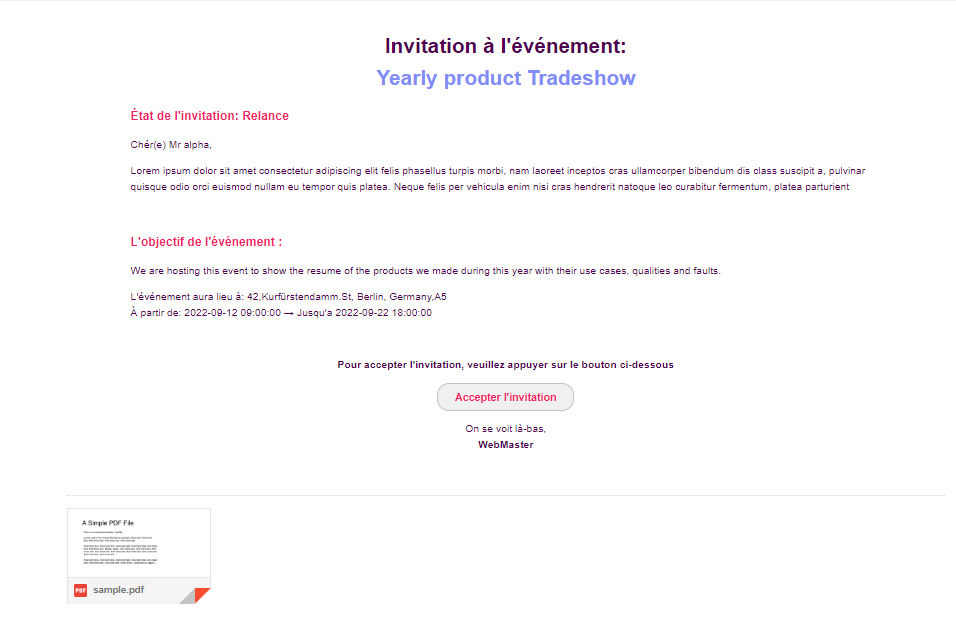 Invitation à l'événement:
Yearly product Tradeshow
État de l'invitation: Relance
Chér(e) Mr alpha,
Lorem ipsum dolor sit amet consectetur adipiscing elit felis phasellus turpis morbi, nam laoreet inceptos cras ullamcorper bibendum dis class suscipit a, pulvinar
quisque odio orci euismod nullam eu tempor quis platea. Neque felis per vehicula enim nisi cras hendrerit natoque leo curabitur fermentum, platea parturient
L'objectif de l'événement :
We are hosting this event to show the resume of the products we made during this year with their use cases, qualities and faults.
L'événement aura lieu à: 42,Kurfürstendamm.St, Berlin, Germany,A5
À partir de: 2022-09-12 09:00:00 → Jusqu'a 2022-09-22 18:00:00
Pour accepter l'invitation, veuillez appuyer sur le bouton ci-dessous
Accepter l'invitation
On se voit là-bas,
WebMaster
A Simple PDF File
PDF sample.pdf